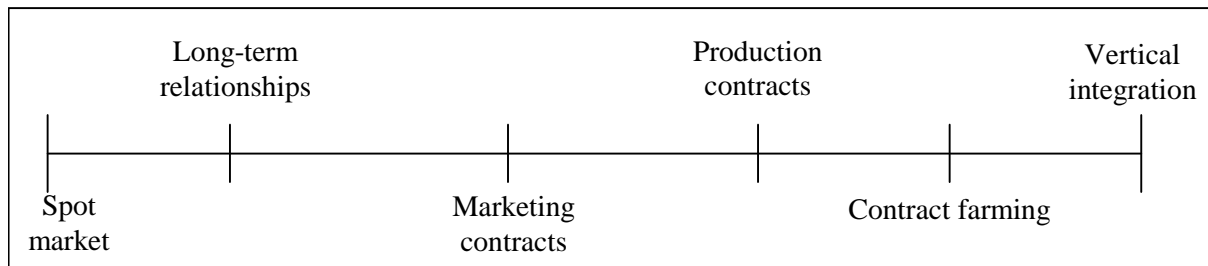 Long-term
relationships
Production
contracts
Vertical
integration
Spot
market
Marketing
contracts
Contract farming